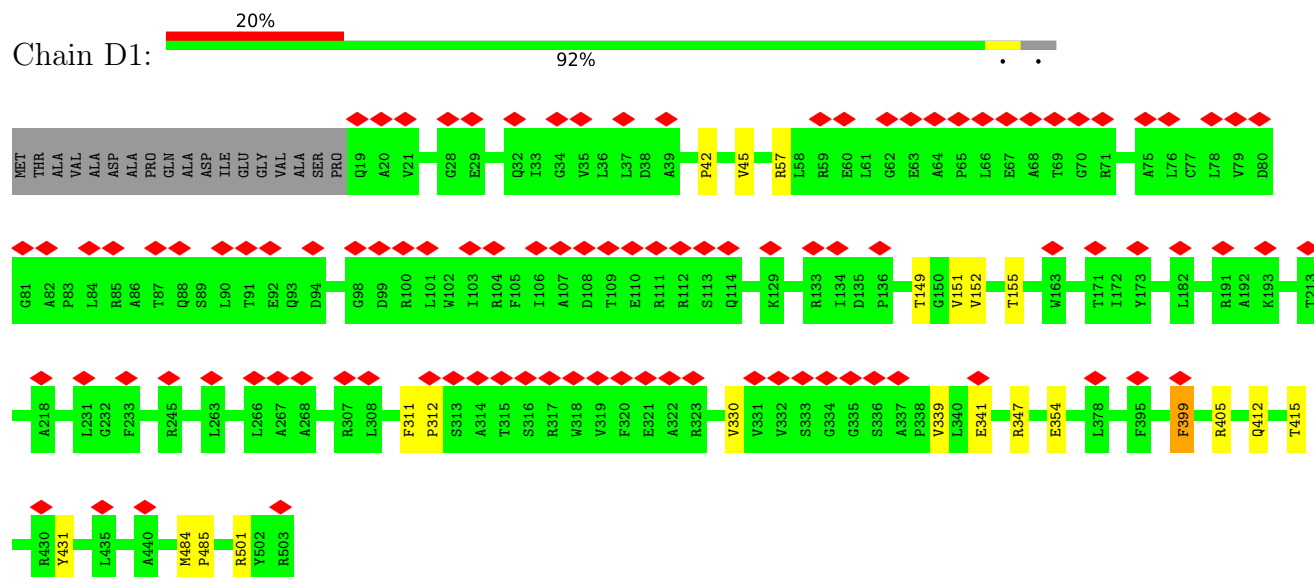 20%
Chain D1:
92%
MET THR ALA VAL ALA ASP ALA PRO GLN ALA ASP ILE GLU GLY VAL ALA SER PRO Q19 A20 V21 G28 E29 Q32 I33 G34 V35 L36 L37 D38 A39 P42 V45 R57 L58 R59 E60 L61 G62 E63 A64 P65 L66 E67 A68 T69 G70 R71 A75 L76 C77 L78 V79 D80
G81 A82 P83 L84 R85 A86 T87 Q88 S89 L90 T91 E92 Q93 D94 G98 D99 R100 L101 W102 I103 R104 F105 I106 A107 D108 T109 E110 R111 R112 S113 Q114 K129 R133 I134 D135 P136 T149 G150 V151 V152 T155 W163 T171 I172 Y173 L182 R191 A192 K193 T213
A218 L231 G232 F233 R245 L263 L266 A267 A268 R307 L308 F311 P312 S313 A314 T315 S316 R317 W318 V319 F320 E321 A322 R323 V330 V331 V332 S333 G334 G335 S336 A337 P338 V339 L340 E341 R347 E354 L378 F395 F399 R405 Q412 T415
R430 Y431 L435 A440 M484 P485 R501 Y502 R503